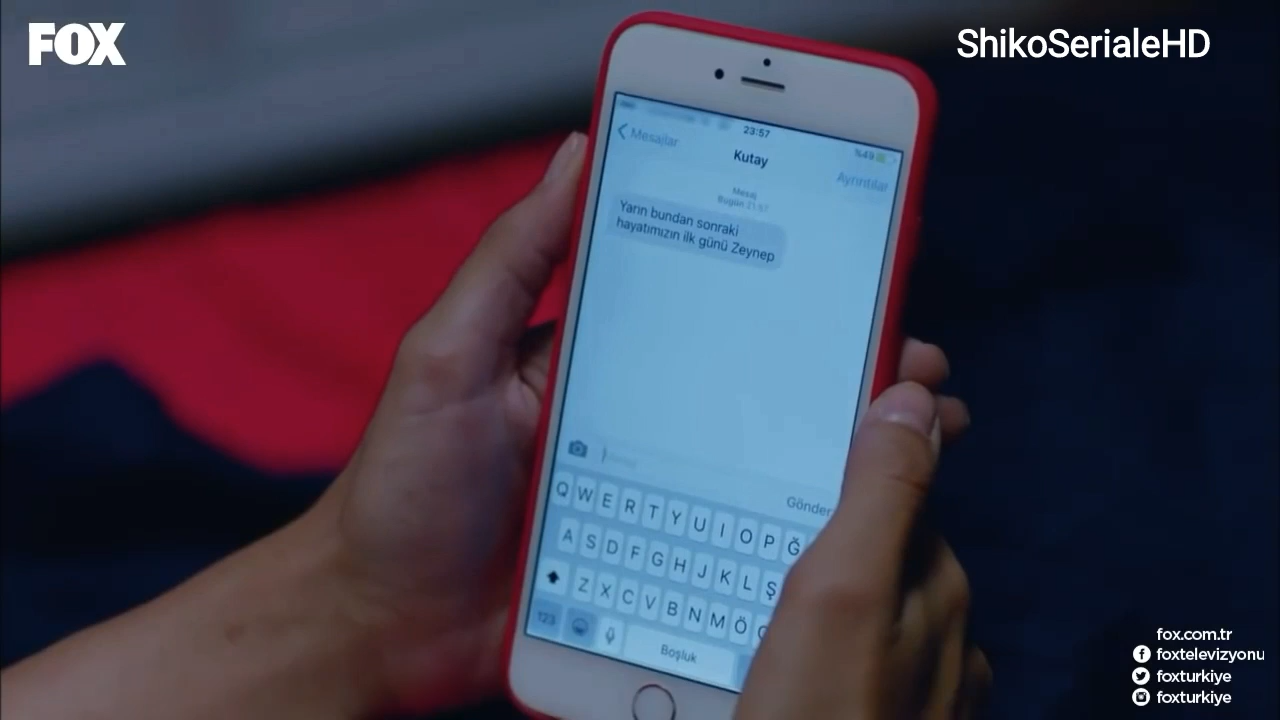 FOX
ShikoSerialeHD
23:57
%49
Mesajlar
Kutay
Ayrıntılar
Mesaj
Bugün 21:57
Yarın bundan sonraki
hayatımızın ilk günü Zeynep
Gönder
Q W E R T Y U I O P Ğ
A S D F G H J K L Ş
Z X C V B N M Ö
123
Boşluk
fox.com.tr
foxtelevizyonu
foxturkiye
foxturkiye